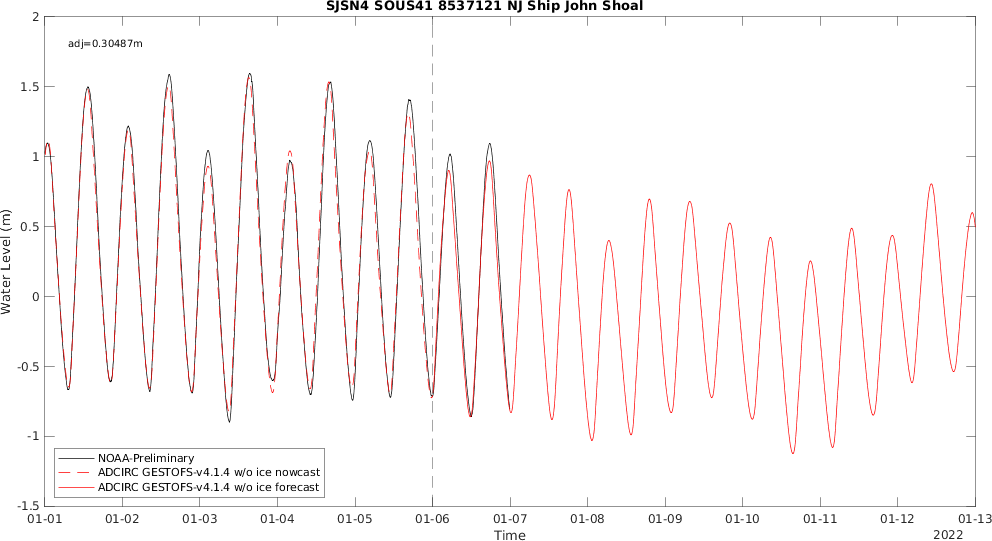 SJSN4 SOUS41 8537121 NJ Ship John Shoal
adj=0.30487m
Water Level (m)
2
1.5
1
0.5
0
-0.5
-1
-1.5
NOAA-Preliminary
ADCIRC GESTOFS-v4.1.4 w/o ice nowcast
ADCIRC GESTOFS-v4.1.4 w/o ice forecast
01-01 01-02 01-03 01-04 01-05 01-06 01-07 01-08 01-09 01-10 01-11 01-12 01-13
Time
2022